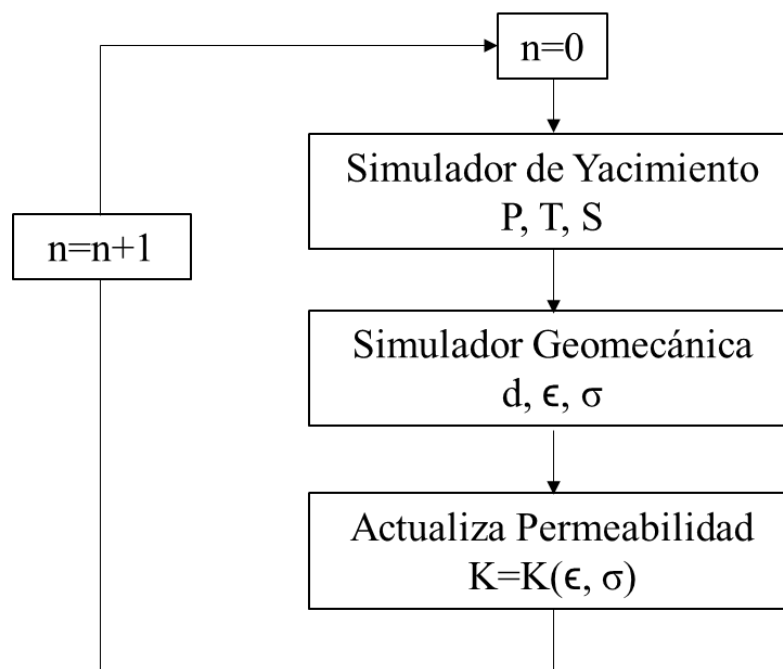 n=0
Simulador de Yacimiento
P, T, S
n=n+1
Simulador Geomecánica
d, ϵ, σ
Actualiza Permeabilidad
K=K(ϵ, σ)